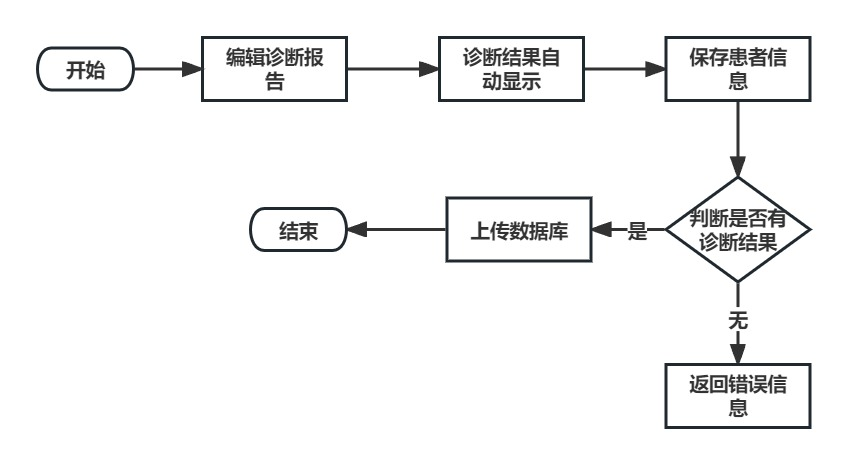 开始
编辑诊断报
告
诊断结果自
动显示
保存患者信
息
判断是否有
诊断结果
是
上传数据库
结束
无
返回错误信
息